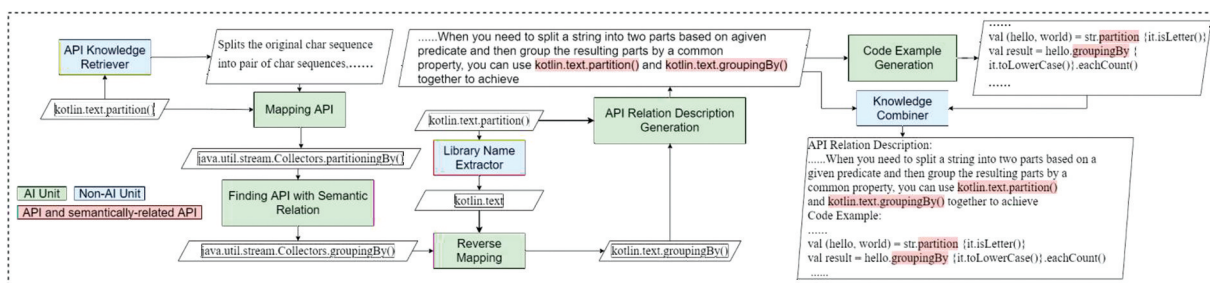 API Knowledge
Retriever
Splits the original char sequence
into pair of char sequences,......
kotlin.text.partition()
Mapping API
java.util.stream.Collectors.partitioningBy()
Finding API with Semantic
Relation
java.util.stream.Collectors.groupingBy()
AI Unit
Non-AI Unit
API and semantically-related API
......When you need to split a string into two parts based on agiven
predicate and then group the resulting parts by a common
property, you can use kotlin.text.partition() and kotlin.text.groupingBy()
together to achieve
kotlin.text.partition()
Library Name
Extractor
kotlin.text
Reverse
Mapping
kotlin.text.groupingBy()
API Relation Description
Generation
Code Example
Generation
......
val (hello, world) = str.partition {it.isLetter()}
val result = hello.groupingBy {
it.toLowerCase()}.eachCount()
......
Knowledge
Combiner
API Relation Description:
......When you need to split a string into two parts based on a
given predicate and then group the resulting parts by a
common property, you can use kotlin.text.partition()
and kotlin.text.groupingBy() together to achieve
Code Example:
......
val (hello, world) = str.partition {it.isLetter()}
val result = hello.groupingBy {it.toLowerCase()}.eachCount()
......